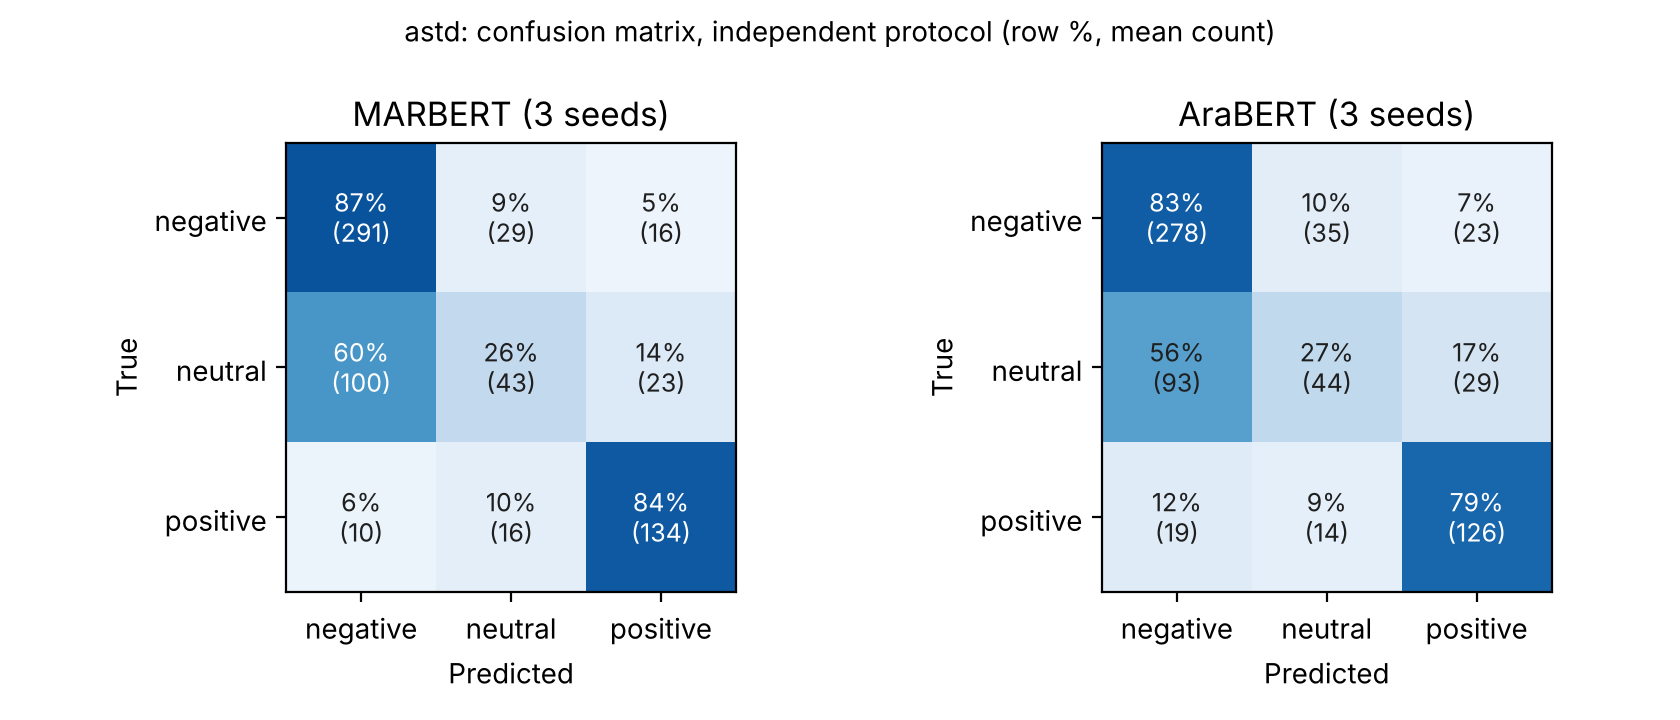 astd: confusion matrix, independent protocol (row %, mean count)
MARBERT (3 seeds)
True
negative
87%
(291)
9%
(29)
5%
(16)
neutral
60%
(100)
26%
(43)
14%
(23)
positive
6%
(10)
10%
(16)
84%
(134)
negative
neutral
positive
Predicted
AraBERT (3 seeds)
True
negative
83%
(278)
10%
(35)
7%
(23)
neutral
56%
(93)
27%
(44)
17%
(29)
positive
12%
(19)
9%
(14)
79%
(126)
negative
neutral
positive
Predicted